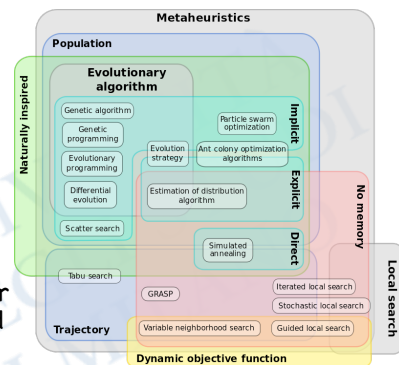 Metaheuristics
Population
Evolutionary
algorithm
Naturally inspired
Genetic algorithm
Genetic
programming
Evolutionary
programming
Differential
evolution
Scatter search
Particle swarm
optimization
Implicit
Evolution
strategy
Ant colony optimization
algorithms
Explicit
Estimation of distribution
algorithm
No memory
Direct
Simulated
annealing
Tabu search
GRASP
Iterated local search
Stochastic local search
Local search
Trajectory
Variable neighborhood search
Guided local search
Dynamic objective function